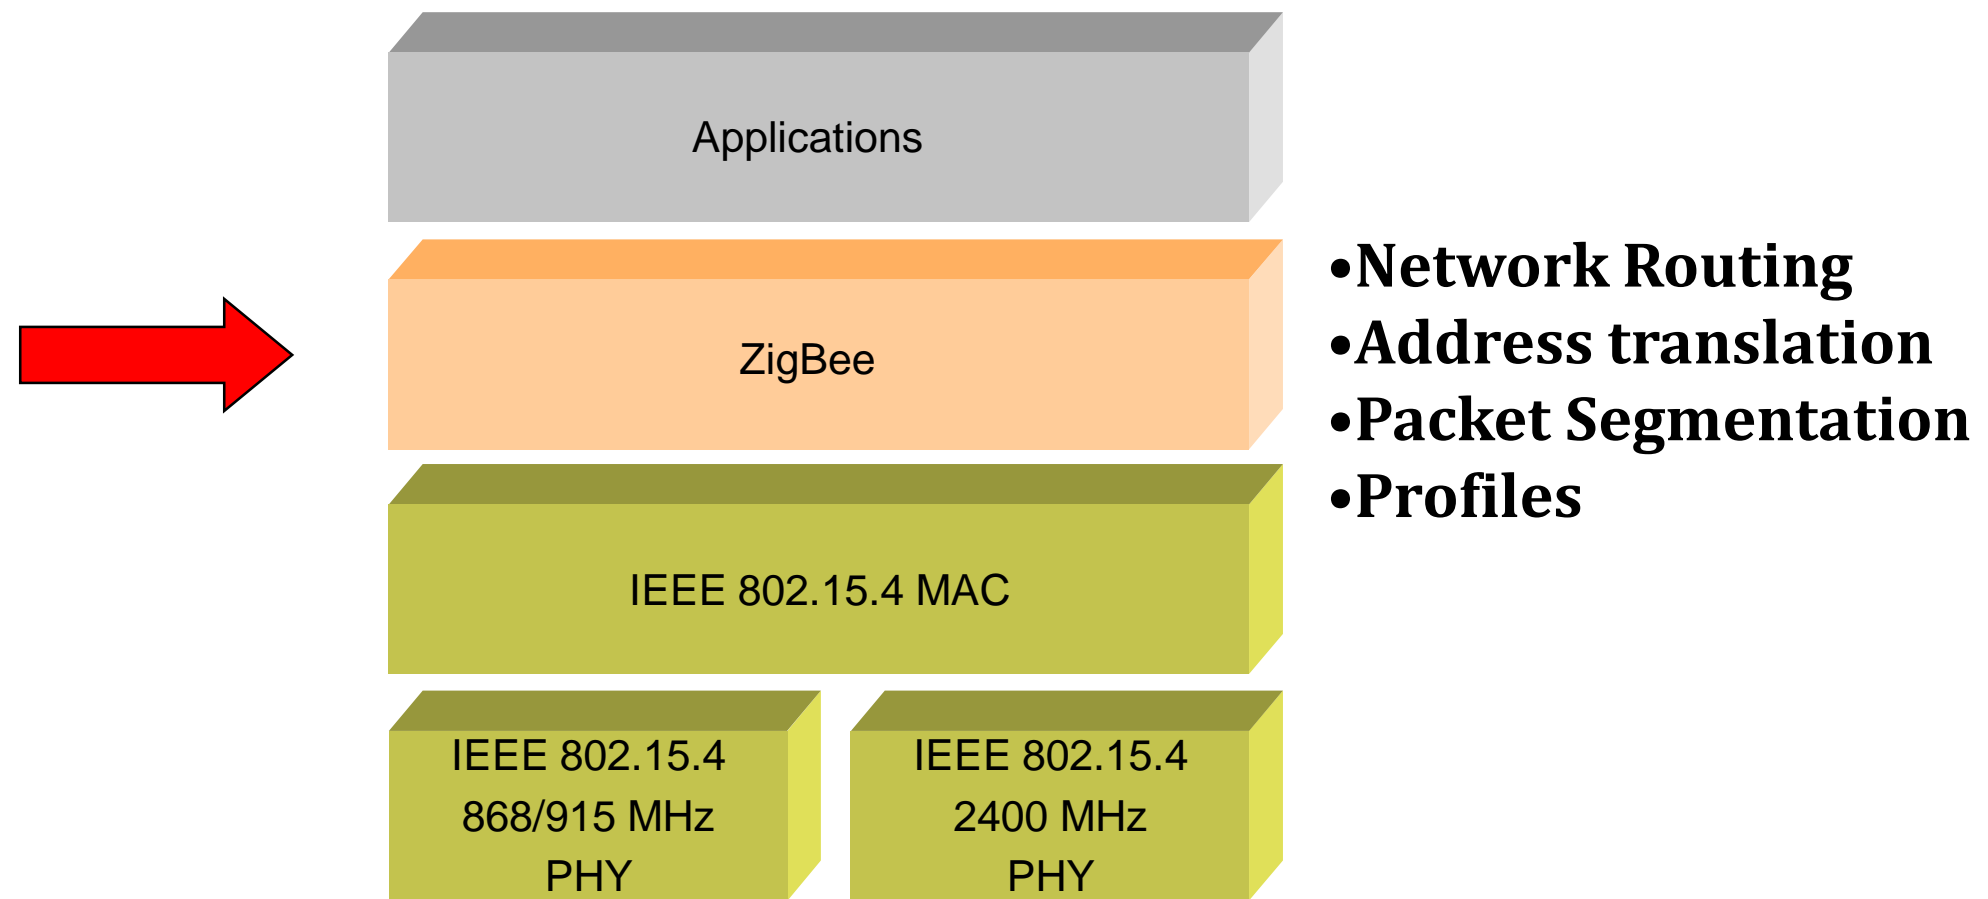 Applications
ZigBee
•Network Routing
•Address translation
•Packet Segmentation
•Profiles
IEEE 802.15.4 MAC
IEEE 802.15.4
868/915 MHz
PHY
IEEE 802.15.4
2400 MHz
PHY